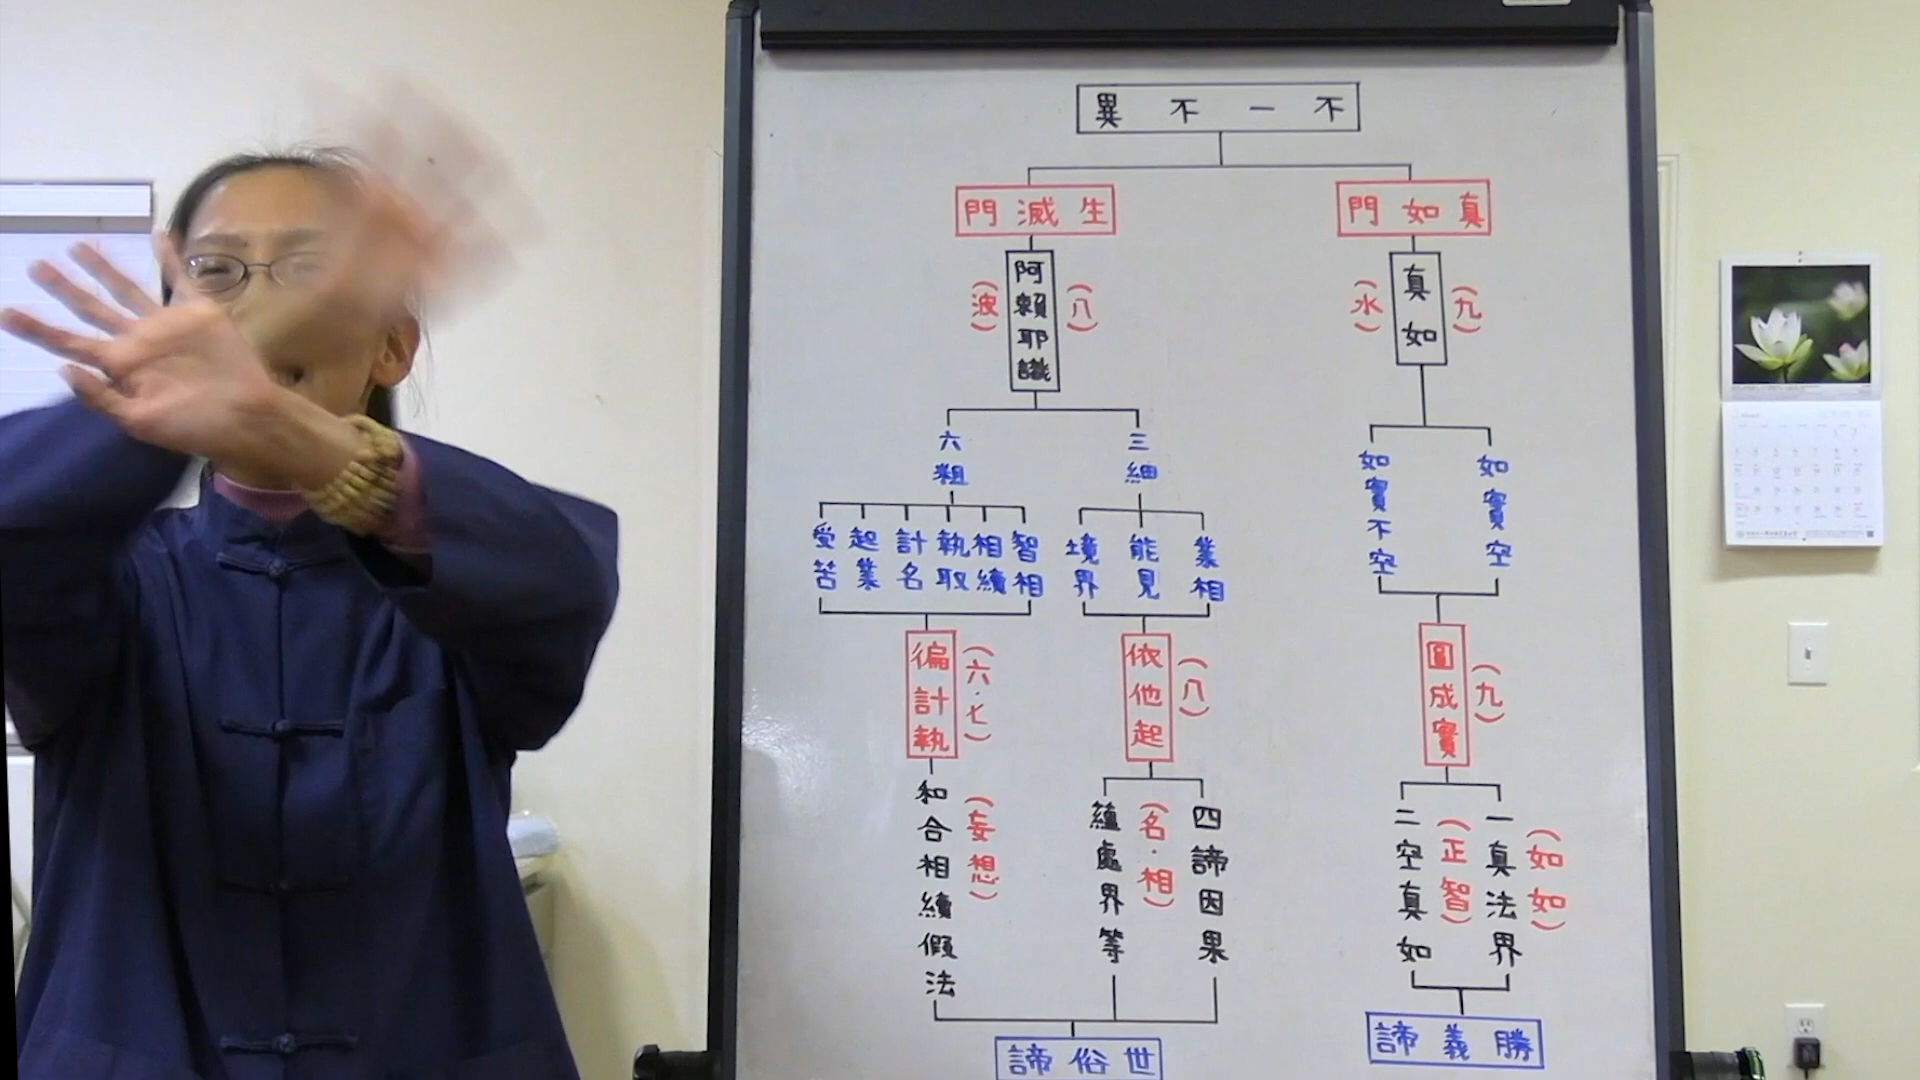 不一不異
真如門
真如
（九）
（水）
如實空
如實不空
圓成實
（九）
一真法界
（如如）
二空真如
（正智）
勝義諦
生滅門
阿賴耶識
（八）
（波）
三細
業相
能見
境界
依他起
（八）
四諦因果
（名．相）
蘊處界等
六粗
智相
相續
執取
計名
起業
受苦
徧計執
（六．七）
和合相續假法
（妄想）
世俗諦